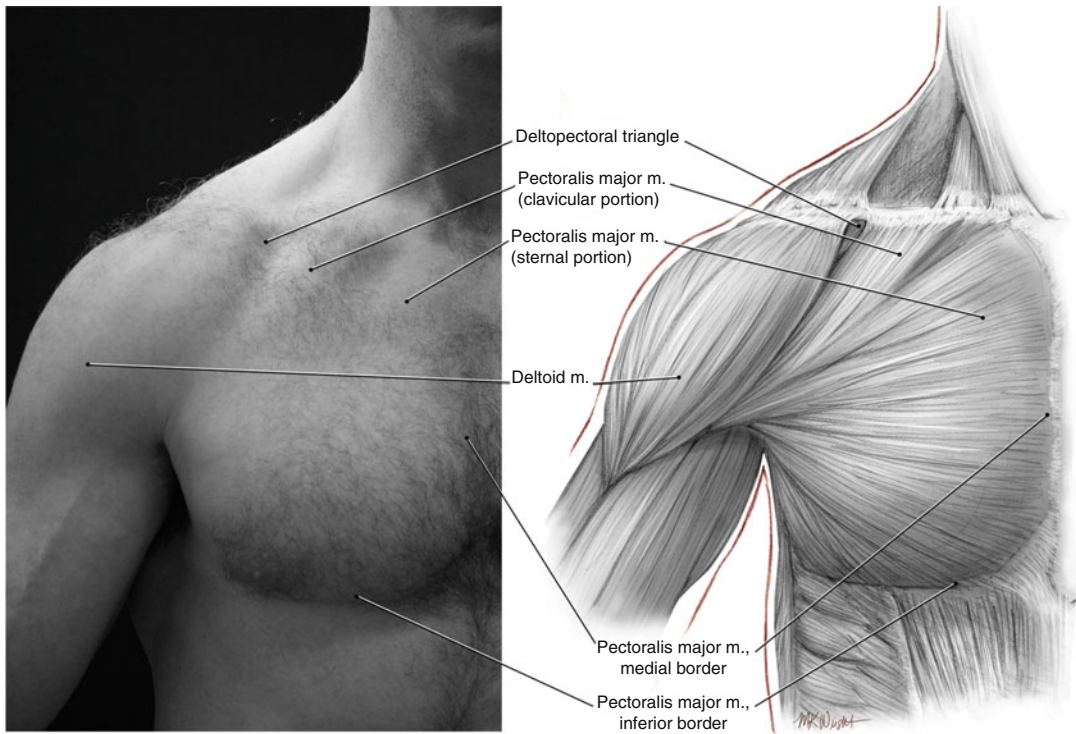 Deltopectoral triangle
Pectoralis major m.
(clavicular portion)
Pectoralis major m.
(sternal portion)
Deltoid m.
Pectoralis major m.,
medial border
Pectoralis major m.,
inferior border